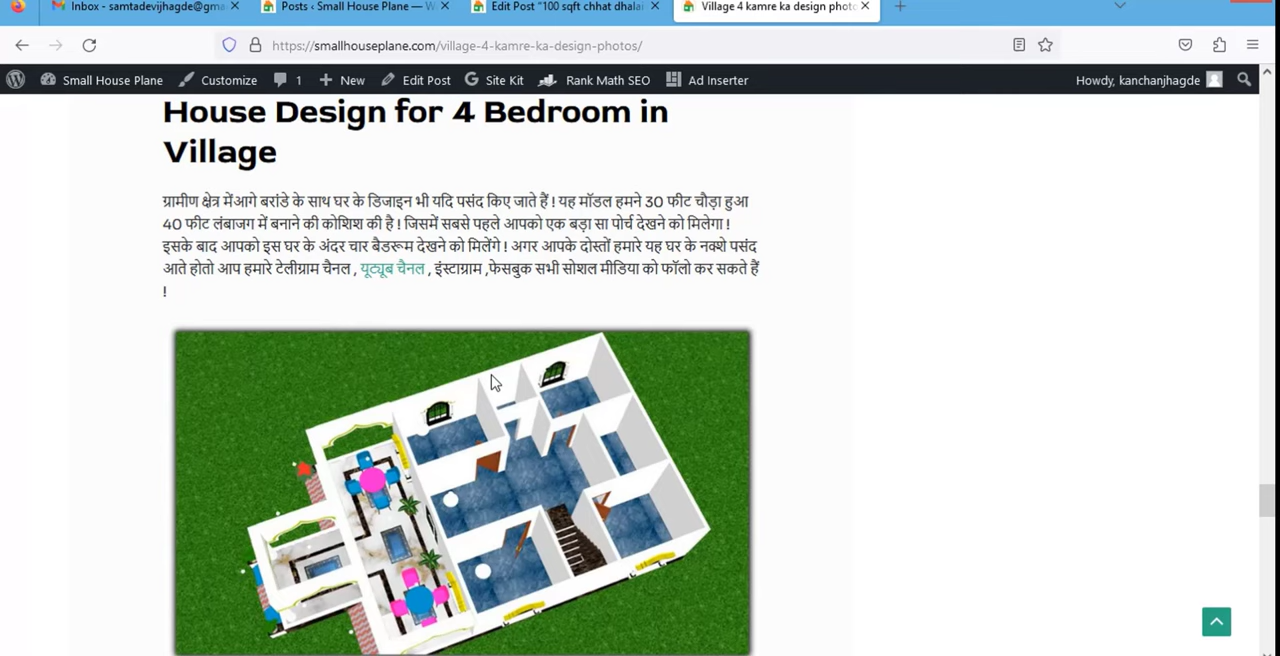 Inbox - samtadevijhagde@gma
Posts ‹ Small House Plane — W
Edit Post "100 sqft chhat dhalai
Village 4 kamre ka design photo
https://smallhouseplane.com/village-4-kamre-ka-design-photos/
Small House Plane Customize 1 New Edit Post Site Kit Rank Math SEO Ad Inserter Howdy, kanchanjhagde
House Design for 4 Bedroom in
Village
ग्रामीण क्षेत्र मेंआगे बरांडे के साथ घर के डिजाइन भी यदि पसंद किए जाते हैं ! यह मॉडल हमने 30 फीट चौड़ा हुआ
40 फीट लंबाजग में बनाने की कोशिश की है ! जिसमें सबसे पहले आपको एक बड़ा सा पोर्च देखने को मिलेगा !
इसके बाद आपको इस घर के अंदर चार बैडरूम देखने को मिलेंगे ! अगर आपके दोस्तों हमारे यह घर के नक्शे पसंद
आते होतो आप हमारे टेलीग्राम चैनल , यूट्यूब चैनल , इंस्टाग्राम ,फेसबुक सभी सोशल मीडिया को फॉलो कर सकते हैं
!